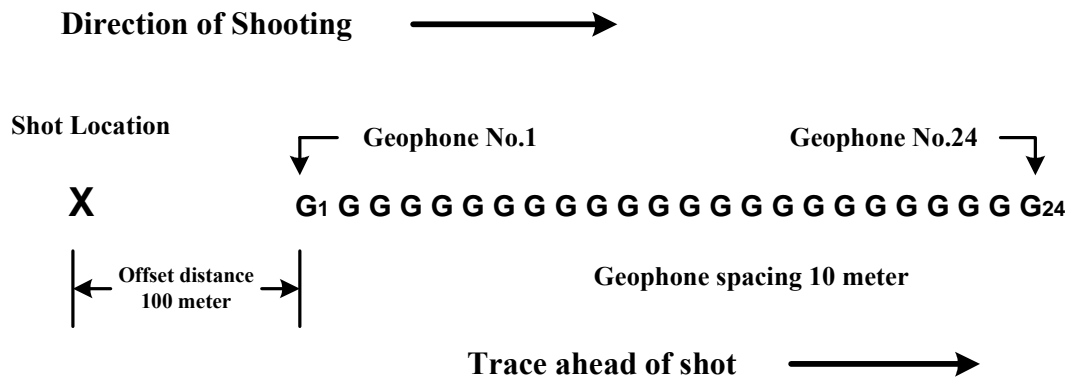 Direction of Shooting
Shot Location
Geophone No.1
Geophone No.24
X
G1 G G G G G G G G G G G G G G G G G G G G G G G24
Offset distance
100 meter
Geophone spacing 10 meter
Trace ahead of shot